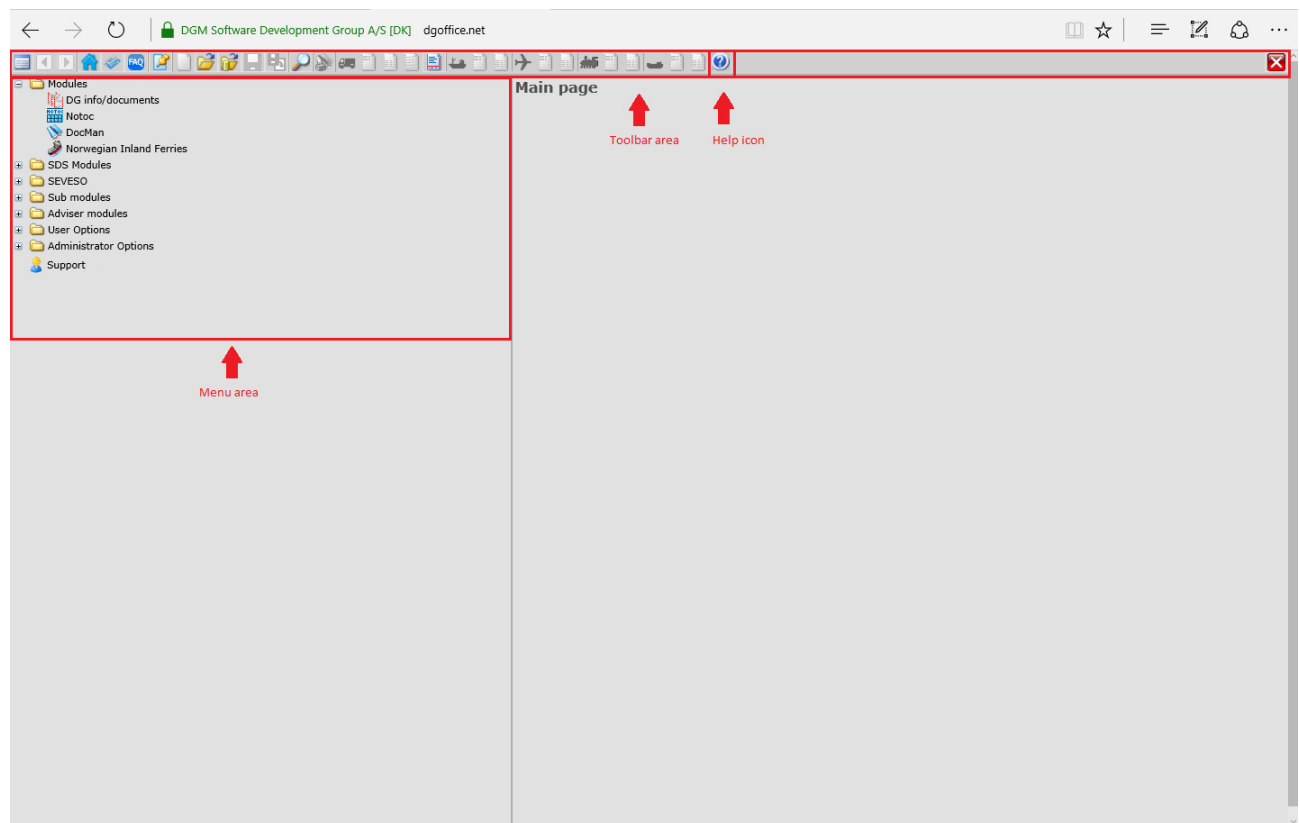 DGM Software Development Group A/S [DK] dgoffice.net
FAQ
Modules
Main page
DG info/documents
NOTOC
Notoc
DocMan
Norwegian Inland Ferries
SDS Modules
SEVESO
Sub modules
Adviser modules
User Options
Administrator Options
Support
Toolbar area
Help icon
Menu area